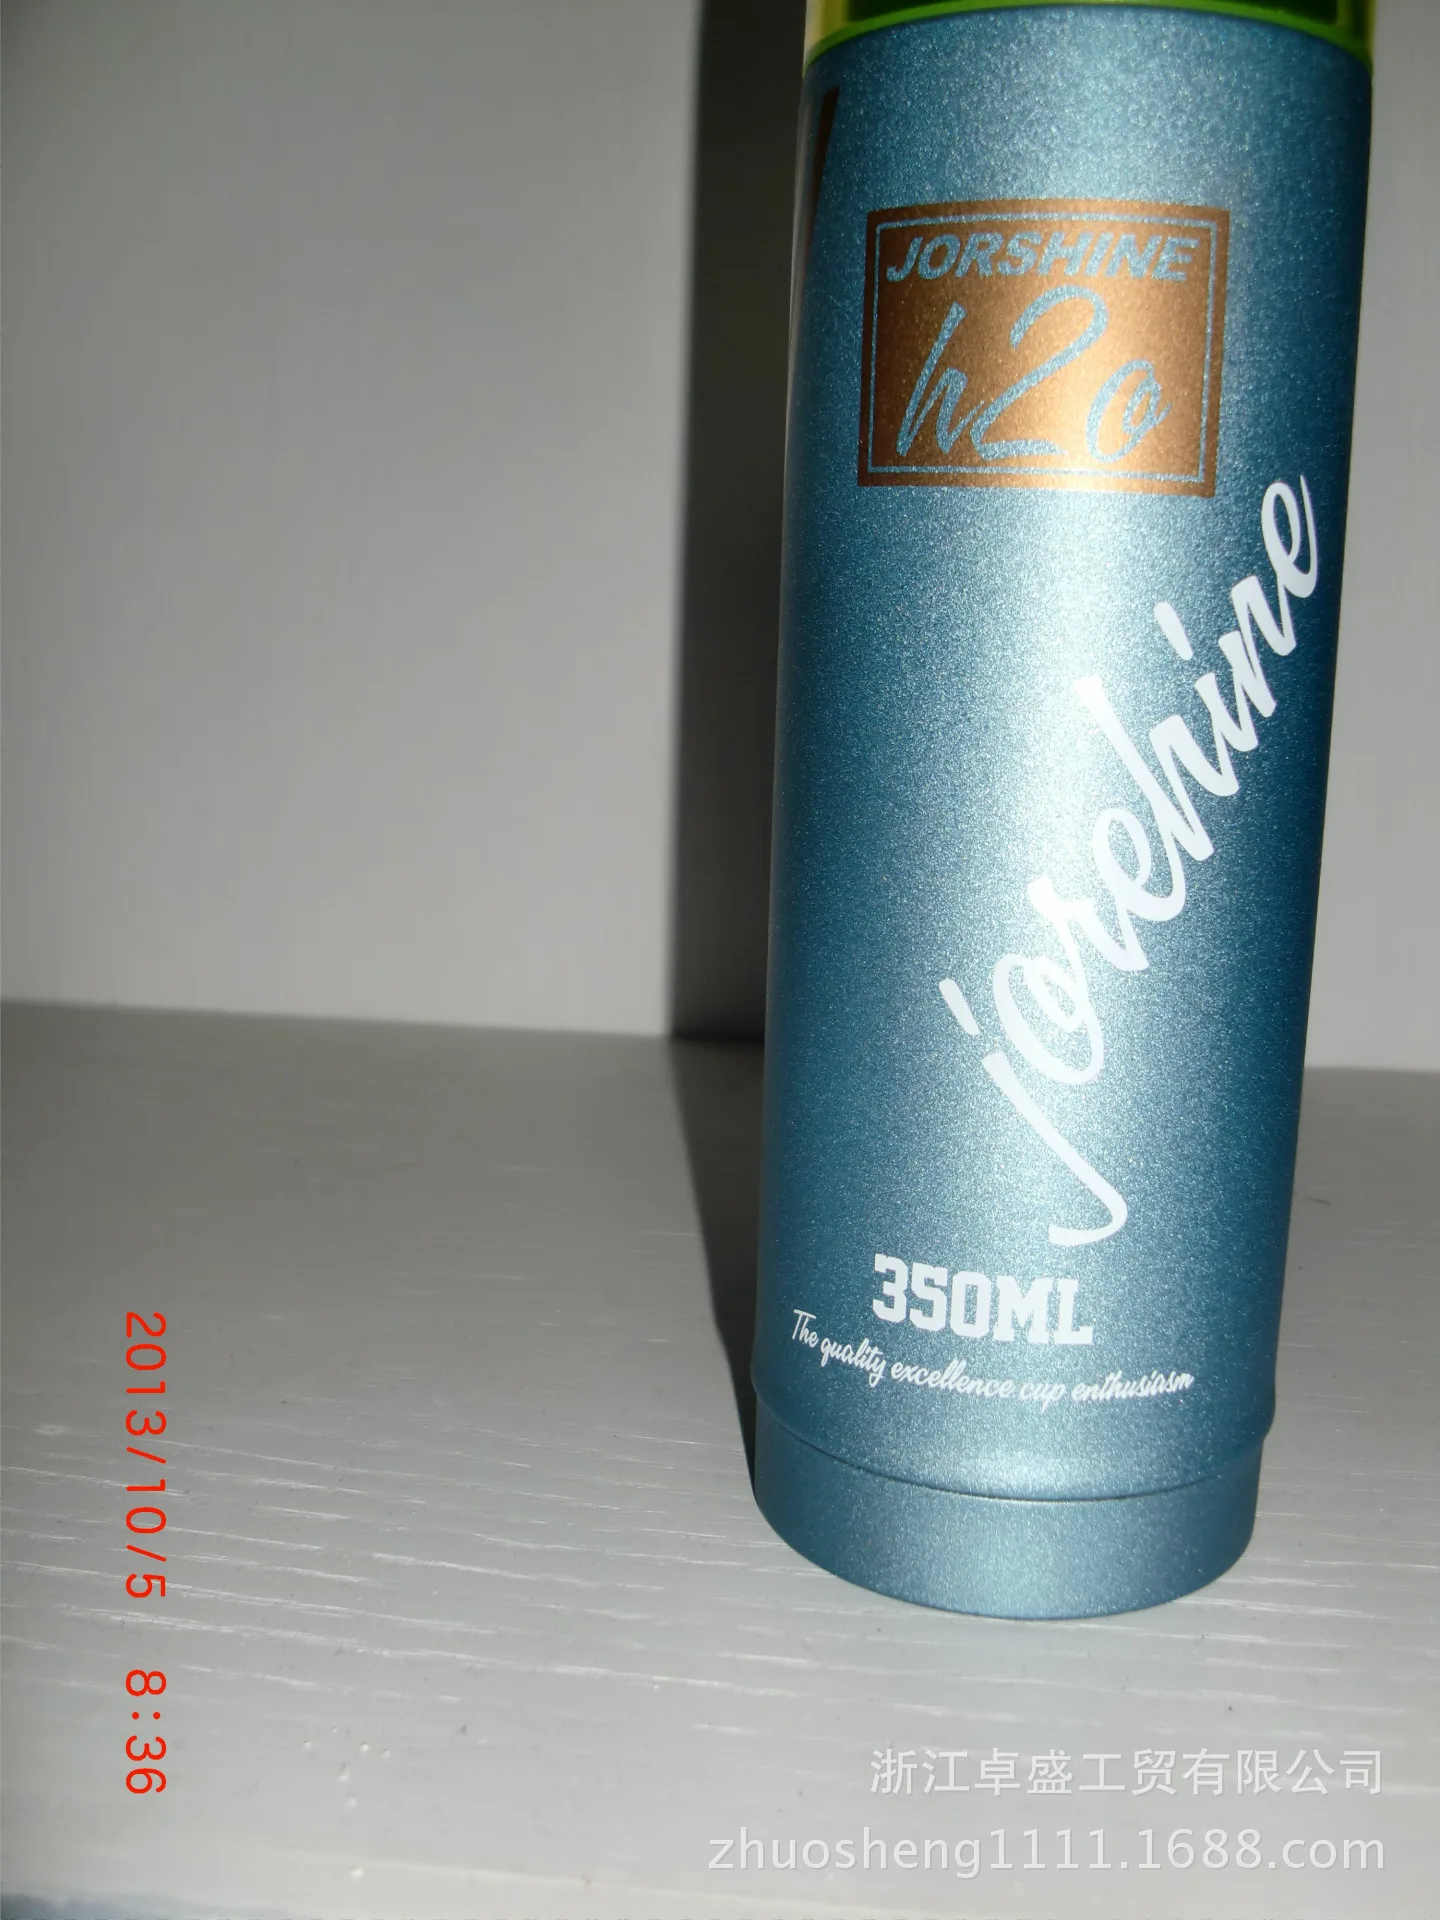 JORSHINE
h2o
jorehine
350ML
The quality excellence cup enthusiasm
2013/10/5 8:36
浙江卓盛工贸有限公司
zhuosheng1111.1688.com